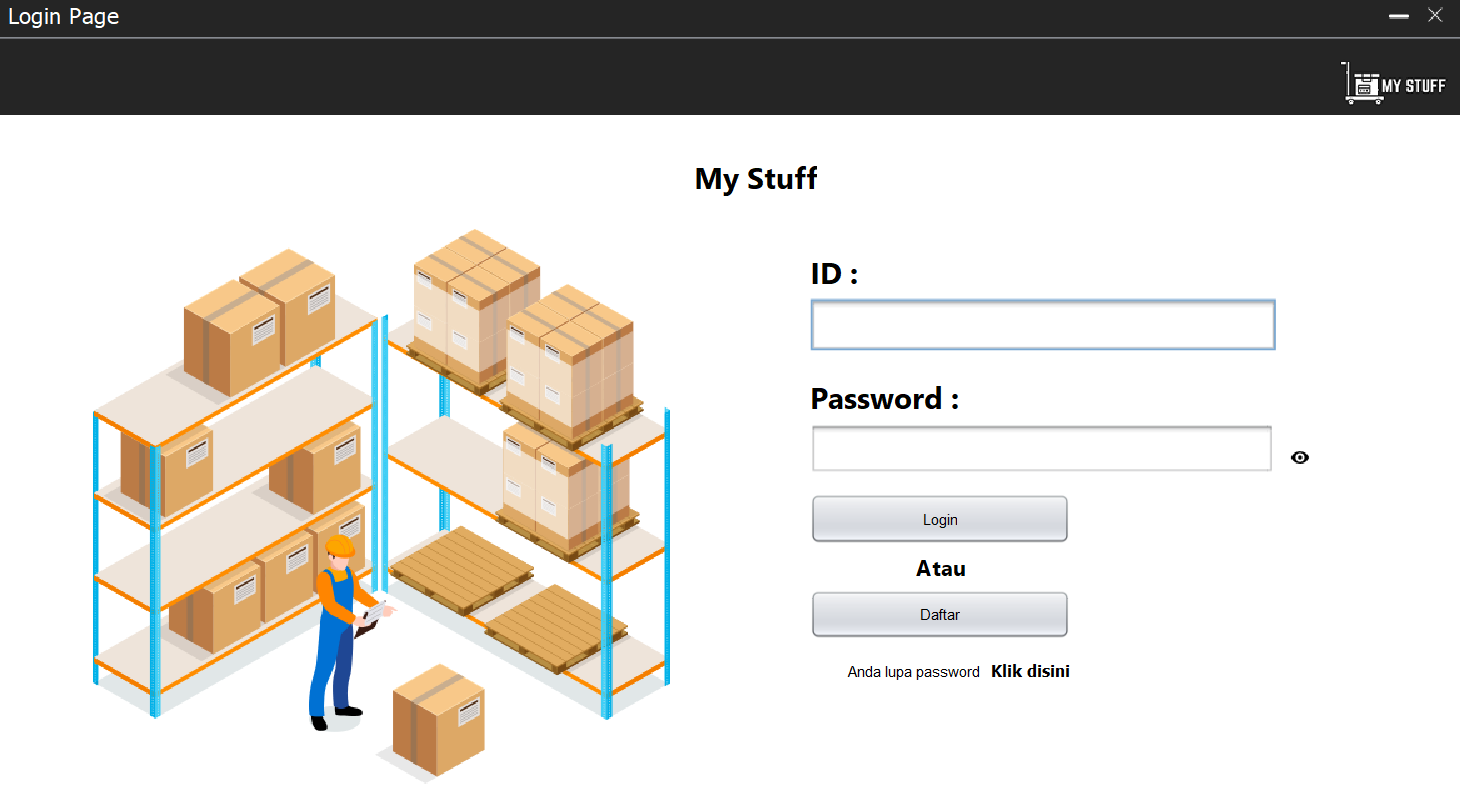 Login Page
MY STUFF
My Stuff
ID :
Password :
Login
Atau
Daftar
Anda lupa password Klik disini